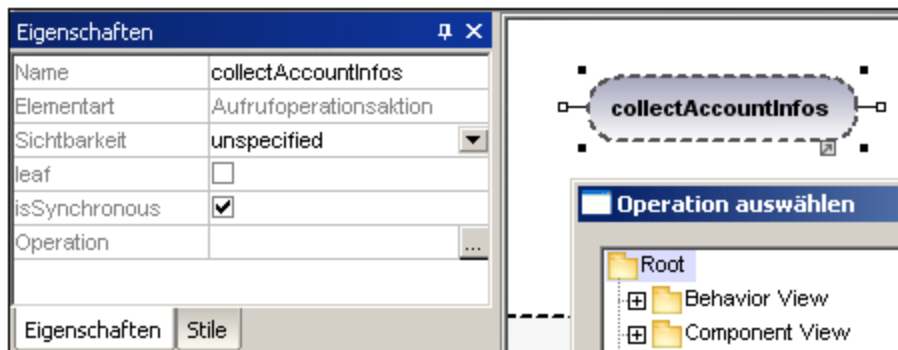 Eigenschaften
Name collectAccountInfos
Elementart Aufrufoperationsaktion
Sichtbarkeit unspecified
leaf
isSynchronous
Operation ...
Eigenschaften Stile
collectAccountInfos
Operation auswählen
Root
Behavior View
Component View